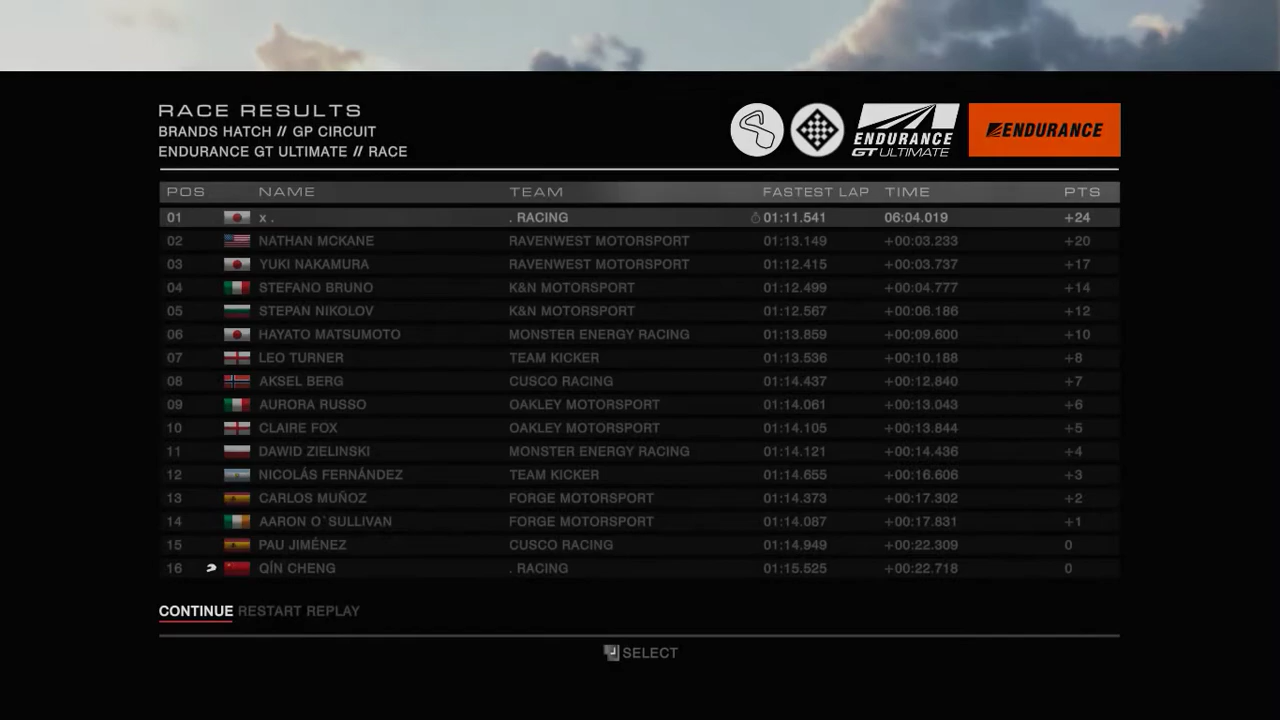 RACE RESULTS
BRANDS HATCH // GP CIRCUIT
ENDURANCE GT ULTIMATE // RACE
ENDURANCE
GT ULTIMATE
ENDURANCE
POS NAME TEAM FASTEST LAP TIME PTS
01 x . . RACING 01:11.541 06:04.019 +24
02 NATHAN MCKANE RAVENWEST MOTORSPORT 01:13.149 +00:03.233 +20
03 YUKI NAKAMURA RAVENWEST MOTORSPORT 01:12.415 +00:03.737 +17
04 STEFANO BRUNO K&N MOTORSPORT 01:12.499 +00:04.777 +14
05 STEPAN NIKOLOV K&N MOTORSPORT 01:12.567 +00:06.186 +12
06 HAYATO MATSUMOTO MONSTER ENERGY RACING 01:13.859 +00:09.600 +10
07 LEO TURNER TEAM KICKER 01:13.536 +00:10.188 +8
08 AKSEL BERG CUSCO RACING 01:14.437 +00:12.840 +7
09 AURORA RUSSO OAKLEY MOTORSPORT 01:14.061 +00:13.043 +6
10 CLAIRE FOX OAKLEY MOTORSPORT 01:14.105 +00:13.844 +5
11 DAWID ZIELINSKI MONSTER ENERGY RACING 01:14.121 +00:14.436 +4
12 NICOLÁS FERNÁNDEZ TEAM KICKER 01:14.655 +00:16.606 +3
13 CARLOS MUÑOZ FORGE MOTORSPORT 01:14.373 +00:17.302 +2
14 AARON O`SULLIVAN FORGE MOTORSPORT 01:14.087 +00:17.831 +1
15 PAU JIMÉNEZ CUSCO RACING 01:14.949 +00:22.309 0
16 QÍN CHENG . RACING 01:15.525 +00:22.718 0
CONTINUE RESTART REPLAY
SELECT